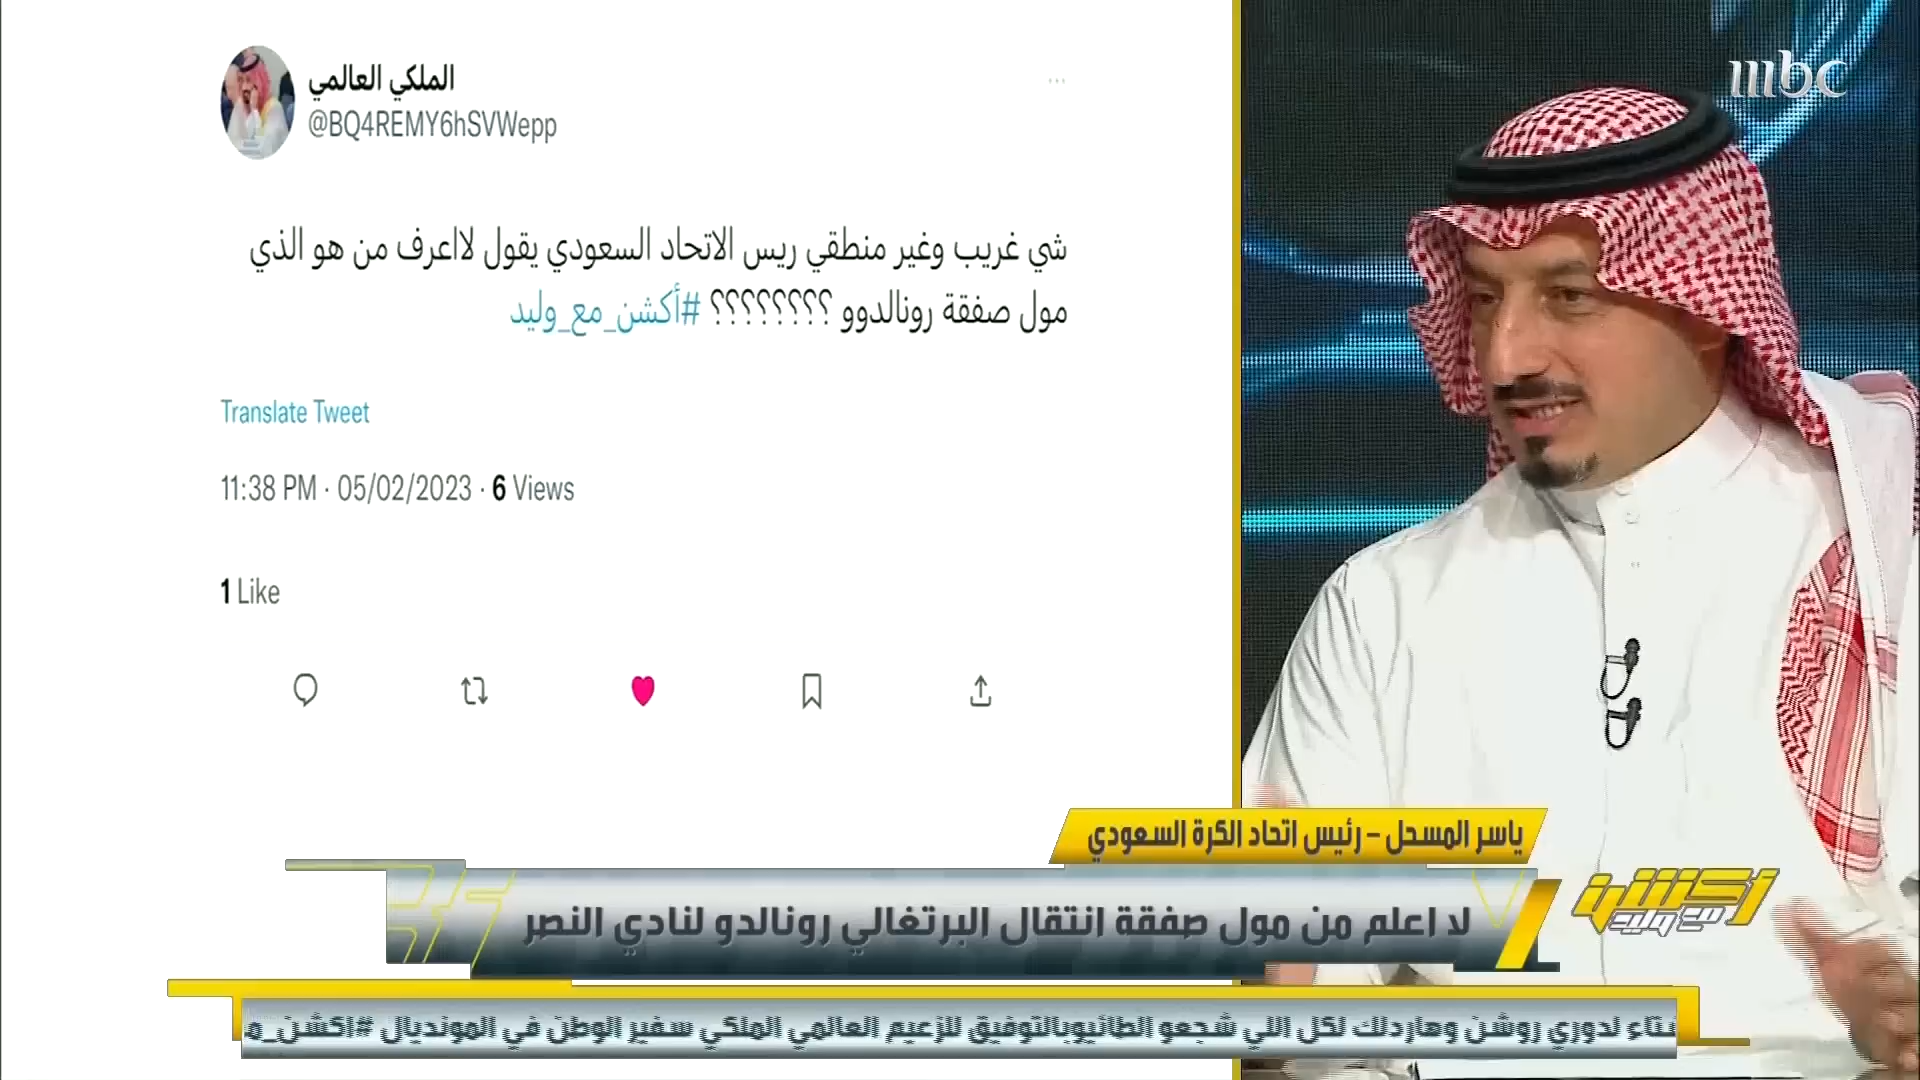 mbc
الملكي العالمي
@BQ4REMY6hSVWepp
شي غريب وغير منطقي ريس الاتحاد السعودي يقول لااعرف من هو الذي
مول صفقة رونالدوو ؟؟؟؟؟؟؟؟ #أكشن_مع_وليد
Translate Tweet
11:38 PM · 05/02/2023 · 6 Views
1 Like
ياسر المسحل – رئيس اتحاد الكرة السعودي
أكشن مع وليد
لا اعلم من مول صفقة انتقال البرتغالي رونالدو لنادي النصر
لدوري روشن وهاردلك لكل اللي شجعو الطائيوبالتوفيق للزعيم العالمي الملكي سفير الوطن في المونديال #اكشن_مـ